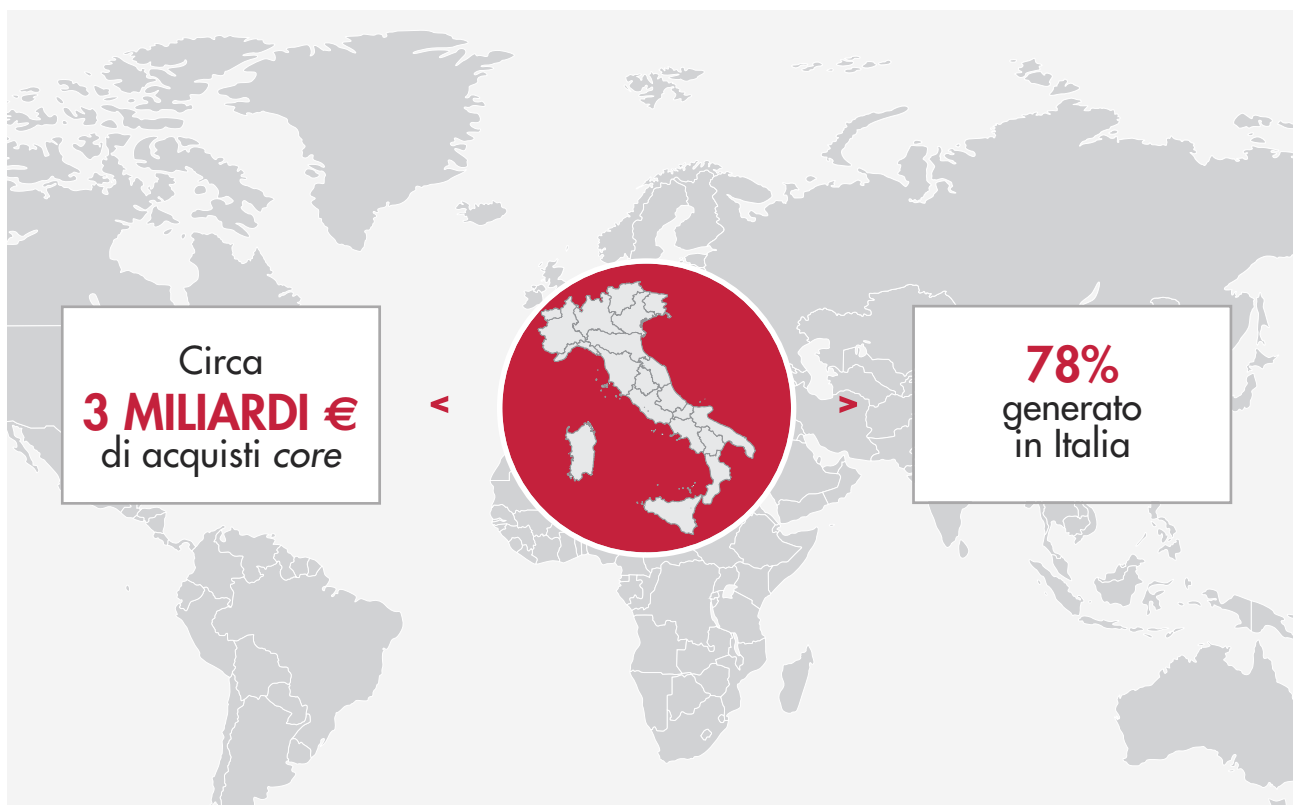 Circa
3 MILIARDI €
di acquisti core
<
>
78%
generato
in Italia